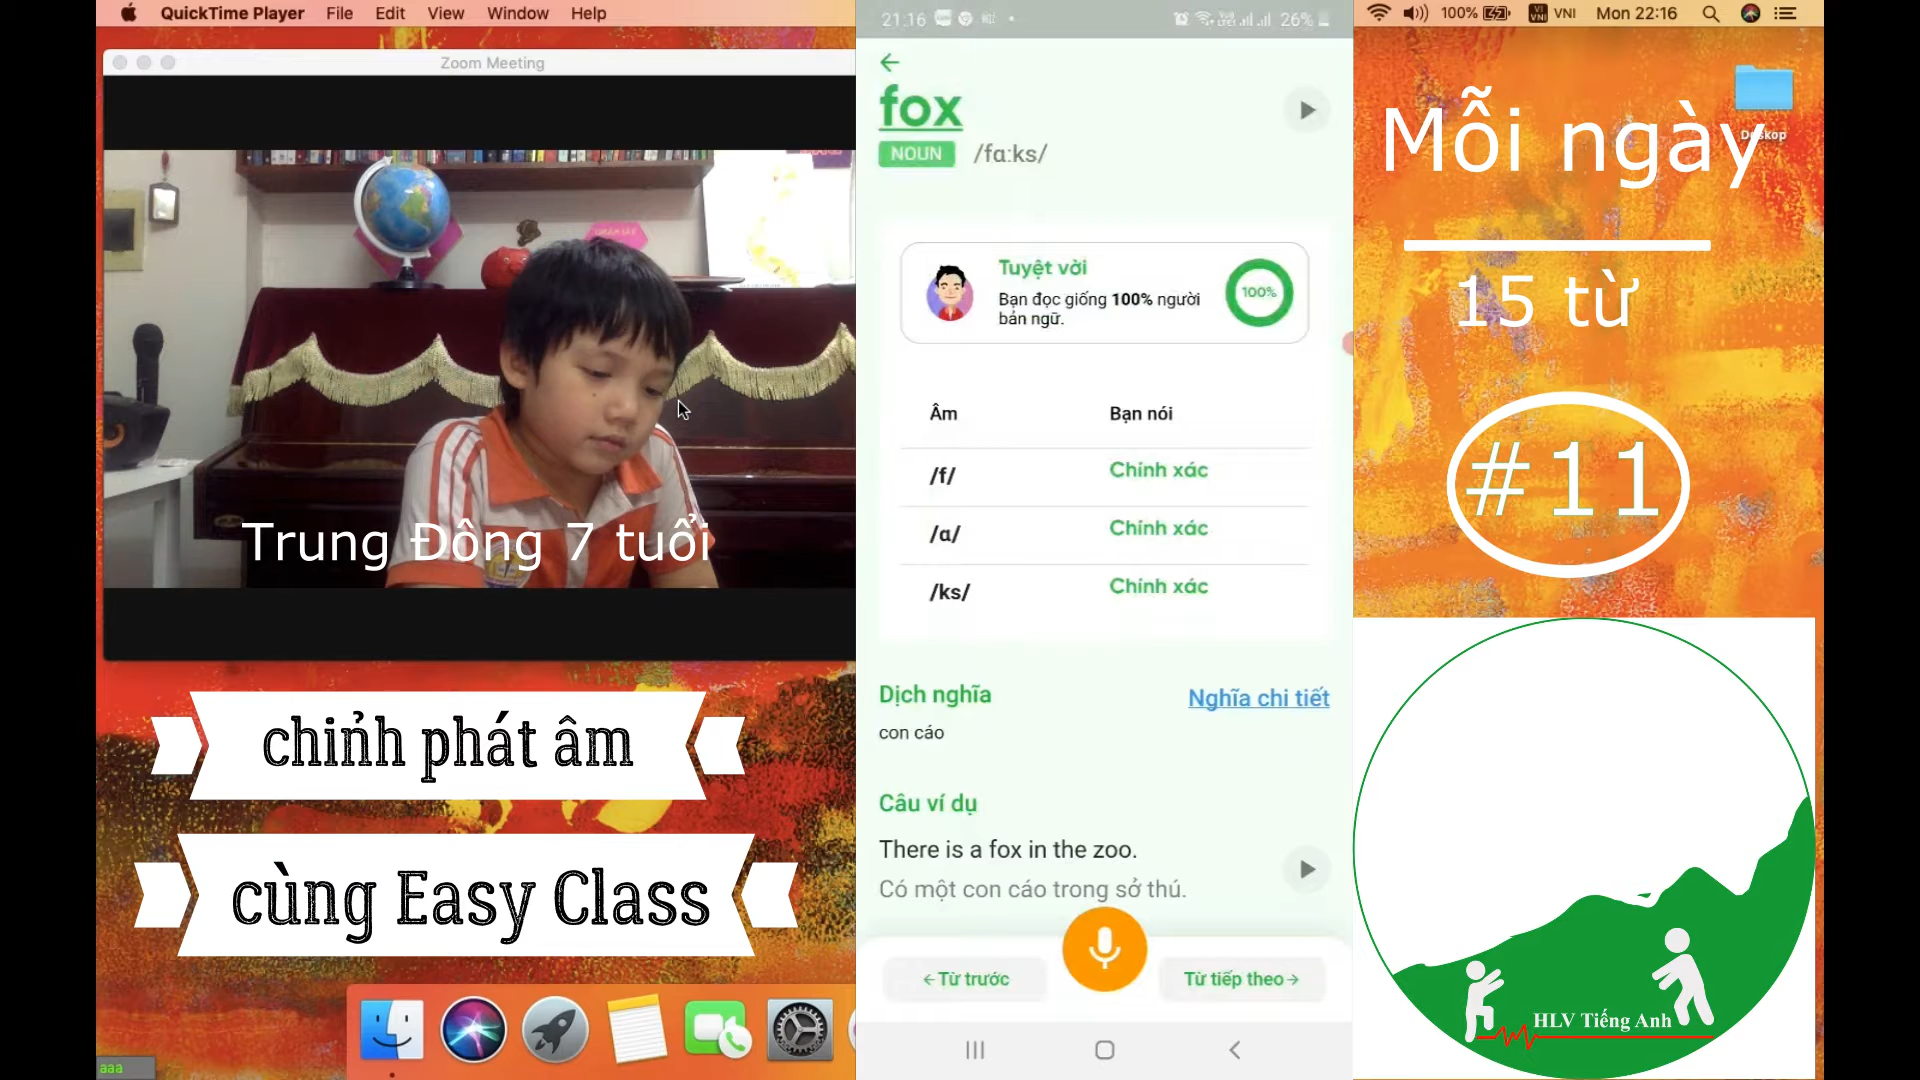 QuickTime Player File Edit View Window Help
Zoom Meeting
Trung Đông 7 tuổi
chỉnh phát âm
cùng Easy Class
aaa
21:16
26%
fox
NOUN /fɑːks/
Tuyệt vời
Bạn đọc giống 100% người
bản ngữ.
100%
Âm Bạn nói
/f/ Chính xác
/ɑ/ Chính xác
/ks/ Chính xác
Dịch nghĩa Nghĩa chi tiết
con cáo
Câu ví dụ
There is a fox in the zoo.
Có một con cáo trong sở thú.
←Từ trước Từ tiếp theo→
100% VNI Mon 22:16
Mỗi ngày
15 từ
#11
HLV Tiếng Anh